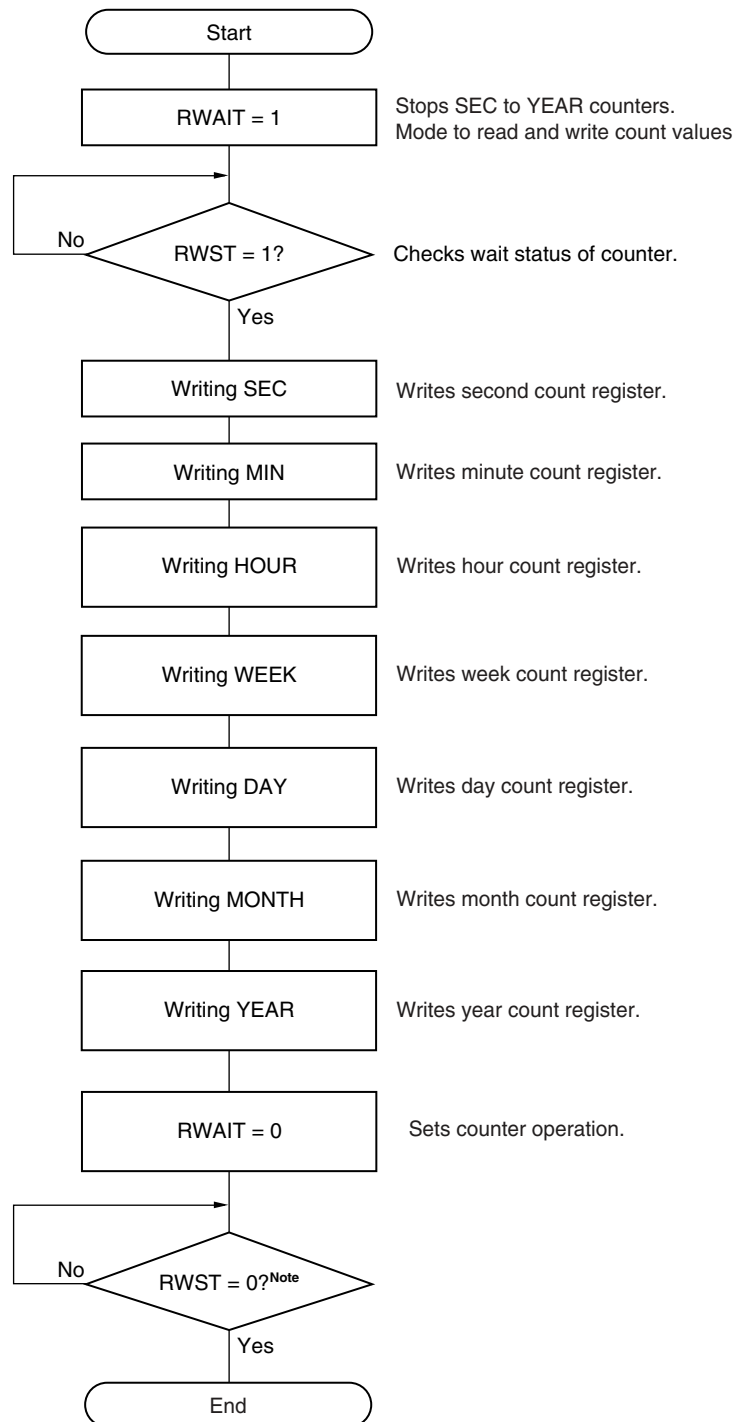 Start
RWAIT = 1
Stops SEC to YEAR counters.
Mode to read and write count values
No
RWST = 1?
Checks wait status of counter.
Yes
Writing SEC
Writes second count register.
Writing MIN
Writes minute count register.
Writing HOUR
Writes hour count register.
Writing WEEK
Writes week count register.
Writing DAY
Writes day count register.
Writing MONTH
Writes month count register.
Writing YEAR
Writes year count register.
RWAIT = 0
Sets counter operation.
No
RWST = 0?Note
Yes
End